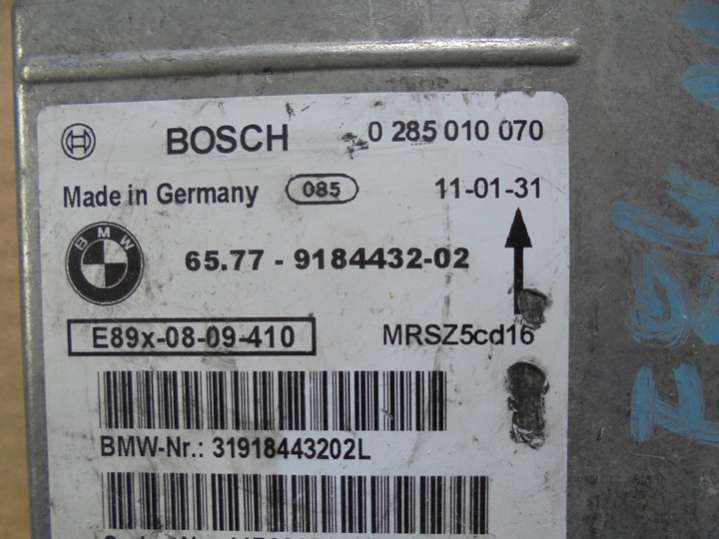 BOSCH 0 285 010 070
Made in Germany 085 11-01-31
BMW
65.77 - 9184432-02
E89x-08-09-410 MRSZ5cd16
BMW-Nr.: 31918443202L